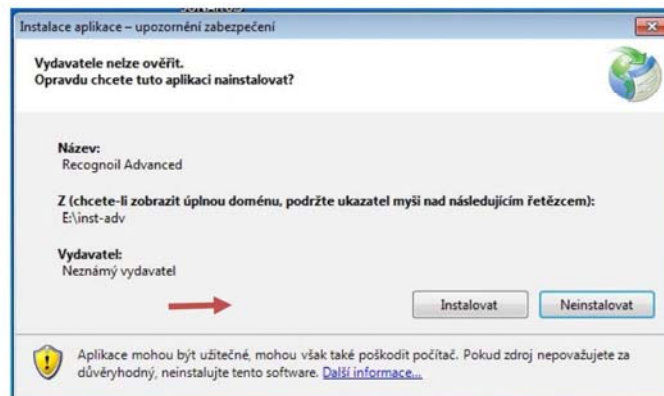 Instalace aplikace – upozornění zabezpečení
Vydavatele nelze ověřit.
Opravdu chcete tuto aplikaci nainstalovat?
Název:
Recognoil Advanced
Z (chcete-li zobrazit úplnou doménu, podržte ukazatel myši nad následujícím řetězcem):
E:\inst-adv
Vydavatel:
Neznámý vydavatel
Instalovat Neinstalovat
Aplikace mohou být užitečné, mohou však také poškodit počítač. Pokud zdroj nepovažujete za
důvěryhodný, neinstalujte tento software. Další informace...